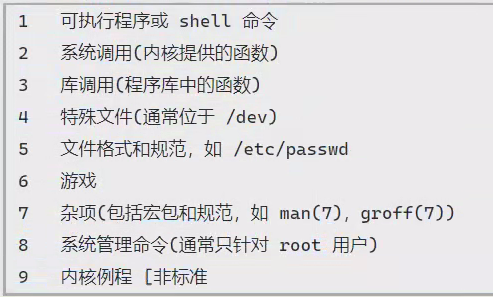 1 可执行程序或 shell 命令
2 系统调用(内核提供的函数)
3 库调用(程序库中的函数)
4 特殊文件(通常位于 /dev)
5 文件格式和规范,如 /etc/passwd
6 游戏
7 杂项(包括宏包和规范,如 man(7),groff(7))
8 系统管理命令(通常只针对 root 用户)
9 内核例程 [非标准